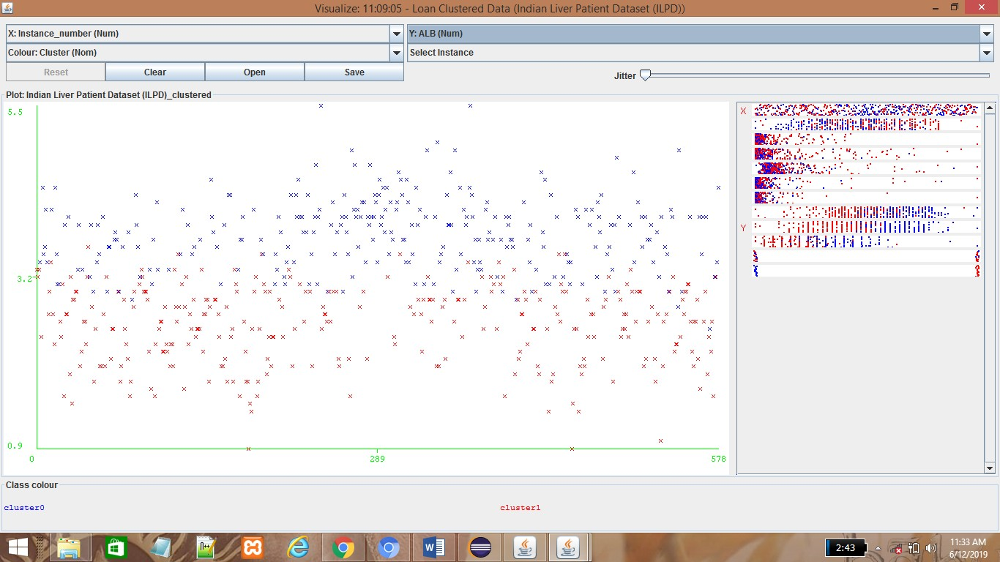 Visualize: 11:09:05 - Loan Clustered Data (Indian Liver Patient Dataset (ILPD))
X: Instance_number (Num) Y: ALB (Num)
Colour: Cluster (Nom) Select Instance
Reset Clear Open Save Jitter
Plot: Indian Liver Patient Dataset (ILPD)_clustered
5.5
X
Y
3.2
0.9
0 289 578
Class colour
cluster0 cluster1
2:43
11:33 AM
6/12/2019